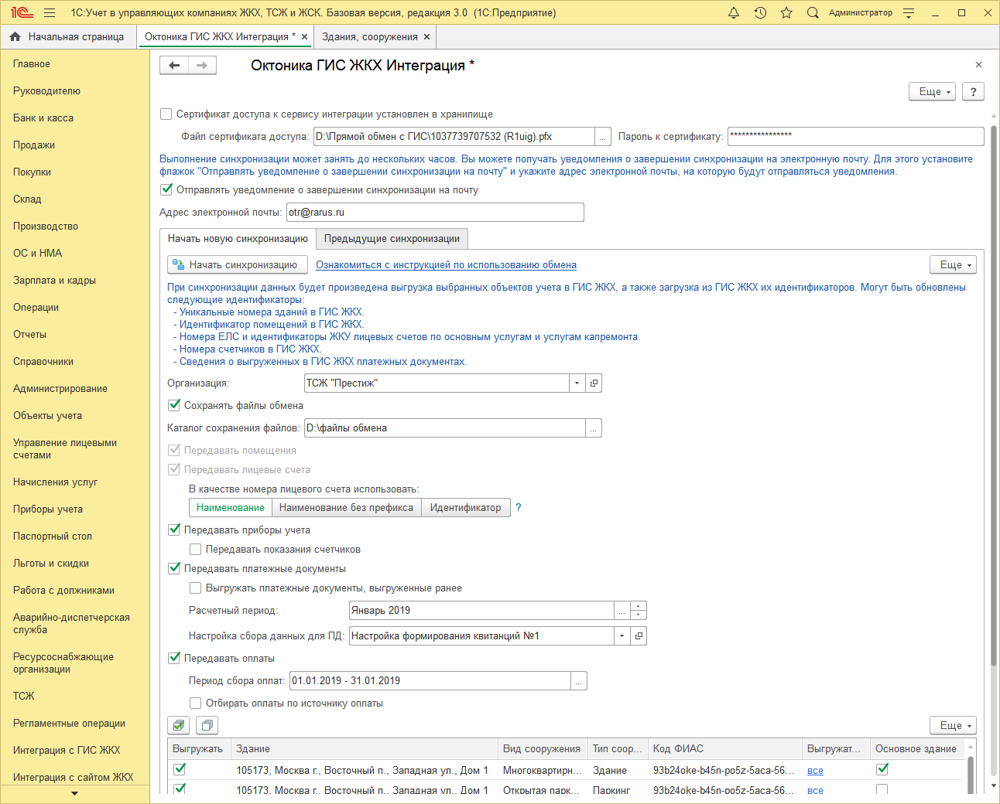 1С:Учет в управляющих компаниях ЖКХ, ТСЖ и ЖСК. Базовая версия, редакция 3.0 (1С:Предприятие)
Администратор
Начальная страница
Октоника ГИС ЖКХ Интеграция * ×
Здания, сооружения ×
Главное
Руководителю
Банк и касса
Продажи
Покупки
Склад
Производство
ОС и НМА
Зарплата и кадры
Операции
Отчеты
Справочники
Администрирование
Объекты учета
Управление лицевыми
счетами
Начисления услуг
Приборы учета
Паспортный стол
Льготы и скидки
Работа с должниками
Аварийно-диспетчерская
служба
Ресурсоснабжающие
организации
ТСЖ
Регламентные операции
Интеграция с ГИС ЖКХ
Интеграция с сайтом ЖКХ
Октоника ГИС ЖКХ Интеграция *
Еще ?
Сертификат доступа к сервису интеграции установлен в хранилище
Файл сертификата доступа: D:\Прямой обмен с ГИС\1037739707532 (R1uig).pfx ... Пароль к сертификату: ****************
Выполнение синхронизации может занять до нескольких часов. Вы можете получать уведомления о завершении синхронизации на электронную почту. Для этого установите
флажок "Отправлять уведомление о завершении синхронизации на почту" и укажите адрес электронной почты, на которую будут отправляться уведомления.
Отправлять уведомление о завершении синхронизации на почту
Адрес электронной почты: otr@rarus.ru
Начать новую синхронизацию Предыдущие синхронизации
Начать синхронизацию Ознакомиться с инструкцией по использованию обмена Еще
При синхронизации данных будет произведена выгрузка выбранных объектов учета в ГИС ЖКХ, а также загрузка из ГИС ЖКХ их идентификаторов. Могут быть обновлены
следующие идентификаторы:
- Уникальные номера зданий в ГИС ЖКХ.
- Идентификатор помещений в ГИС ЖКХ.
- Номера ЕЛС и идентификаторы ЖКУ лицевых счетов по основным услугам и услугам капремонта.
- Номера счетчиков в ГИС ЖКХ.
- Сведения о выгруженных в ГИС ЖКХ платежных документах.
Организация: ТСЖ "Престиж"
Сохранять файлы обмена
Каталог сохранения файлов: D:\файлы обмена ...
Передавать помещения
Передавать лицевые счета
В качестве номера лицевого счета использовать:
Наименование Наименование без префикса Идентификатор ?
Передавать приборы учета
Передавать показания счетчиков
Передавать платежные документы
Выгружать платежные документы, выгруженные ранее
Расчетный период: Январь 2019 ...
Настройка сбора данных для ПД: Настройка формирования квитанций №1
Передавать оплаты
Период сбора оплат: 01.01.2019 - 31.01.2019 ...
Отбирать оплаты по источнику оплаты
Еще
Выгружать Здание Вид сооружения Тип соор... Код ФИАС Выгружат... Основное здание
105173, Москва г., Восточный п., Западная ул., Дом 1 Многоквартирн... Здание 93b24oke-b45n-po5z-5aca-56... все
105173, Москва г., Восточный п., Западная ул., Дом 1 Открытая парк... Паркинг 93b24oke-b45n-po5z-5aca-56... все